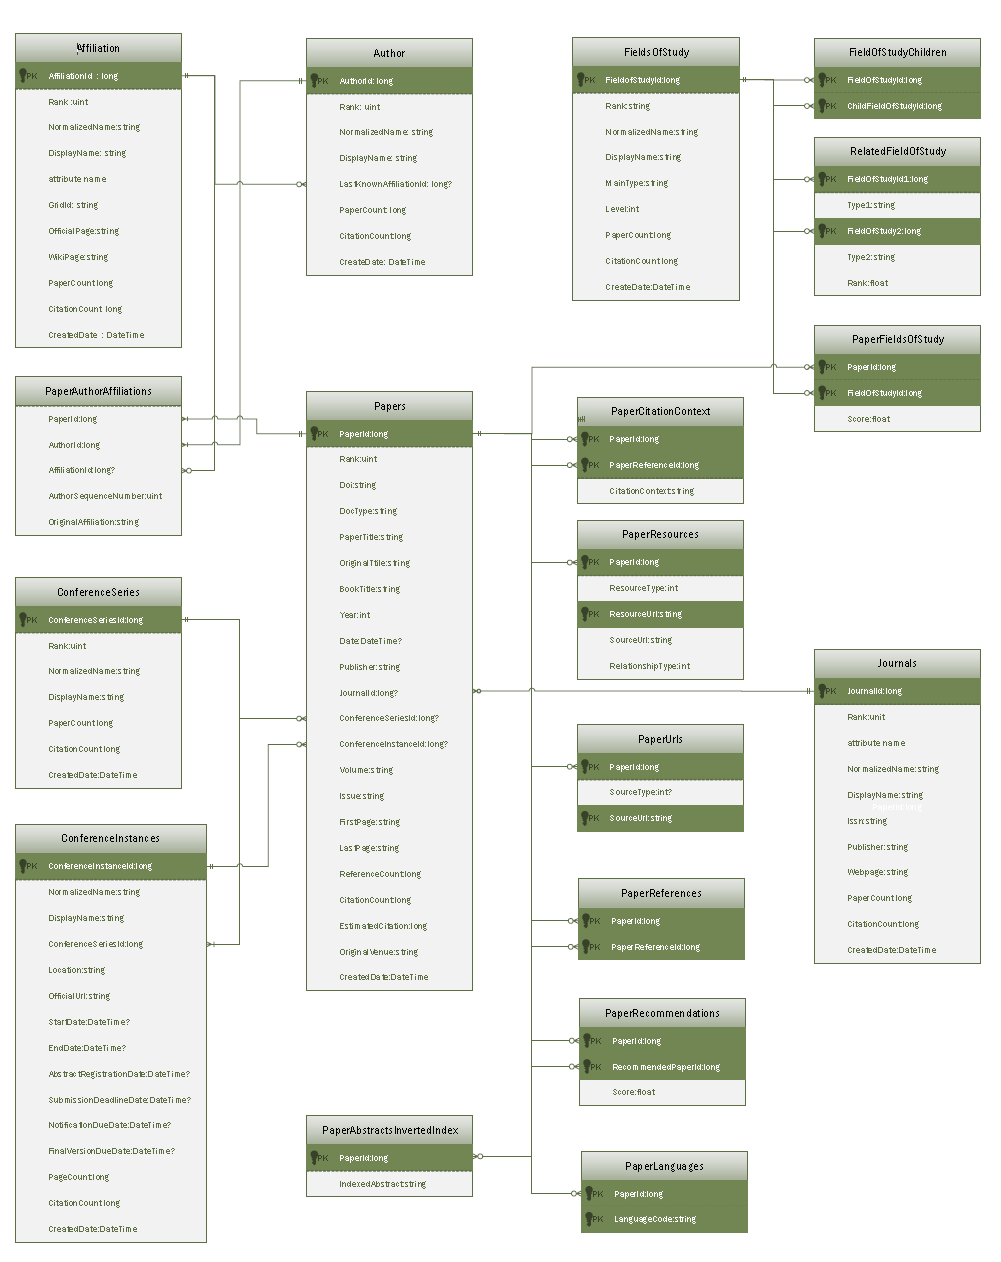 Affiliation
PK AffiliationId : long
Rank :uint
NormalizedName:string
DisplayName: string
attribute name
GridId: string
OfficialPage:string
WikiPage:string
PaperCount:long
CitationCount: long
CreatedDate : DateTime
Author
PK AuthorId: long
Rank: uint
NormalizedName: string
DisplayName: string
LastKnownAffiliationId: long?
PaperCount: long
CitationCount:long
CreateDate: DateTime
FieldsOfStudy
PK FieldofStudyId:long
Rank:string
NormalizedName:string
DisplayName:string
MainType:string
Level:int
PaperCount:long
CitationCount:long
CreateDate:DateTime
FieldOfStudyChildren
PK FieldOfStudyId:long
PK ChildFieldOfStudyId:long
RelatedFieldOfStudy
PK FieldOfStudyId1:long
Type1:string
PK FieldOfStudy2:long
Type2:string
Rank:float
PaperFieldsOfStudy
PK PaperId:long
PK FieldOfStudyId:long
Score:float
PaperAuthorAffiliations
PaperId:long
AuthorId:long
AffiliationId:long?
AuthorSequenceNumber:uint
OriginalAffiliation:string
Papers
PK PaperId:long
Rank:uint
Doi:string
DocType:string
PaperTitle:string
OriginalTtile:string
BookTitle:string
Year:int
Date:DateTime?
Publisher:string
JournalId:long?
ConferenceSeriesId:long?
ConferenceInstanceId:long?
Volume:string
Issue:string
FirstPage:string
LastPage:string
ReferenceCount:long
CitationCount:long
EstimatedCitation:long
OriginalVenue:string
CreatedDate:DateTime
PaperCitationContext
PK PaperId:long
PK PaperReferenceId:long
CitationContext:string
PaperResources
PK PaperId:long
ResourceType:int
PK ResourceUrl:string
SourceUrl:string
RelationshipType:int
ConferenceSeries
PK ConferenceSeriesId:long
Rank:uint
NormalizedName:string
DisplayName:string
PaperCount:long
CitationCount:long
CreatedDate:DateTime
Journals
PK JournalId:long
Rank:unit
attribute name
NormalizedName:string
DisplayName:string
Issn:string
Publisher:string
Webpage:string
PaperCount:long
CitationCount:long
CreatedDate:DateTime
PaperUrls
PK PaperId:long
SourceType:int?
PK SourceUrl:string
ConferenceInstances
PK ConferenceInstanceId:long
NormalizedName:string
DisplayName:string
ConferenceSeriesId:long
Location:string
OfficialUrl:string
StartDate:DateTime?
EndDate:DateTime?
AbstractRegistrationDate:DateTime?
SubmissionDeadlineDate:DateTime?
NotificationDueDate:DateTime?
FinalVersionDueDate:DateTime?
PageCount:long
CitationCount:long
CreatedDate:DateTime
PaperReferences
PK PaperId:long
PK PaperReferenceId:long
PaperRecommendations
PK PaperId:long
PK RecommendedPaperId:long
Score:float
PaperAbstractsInvertedIndex
PK PaperId:long
IndexedAbstract:string
PaperLanguages
PK PaperId:long
PK LanguageCode:string